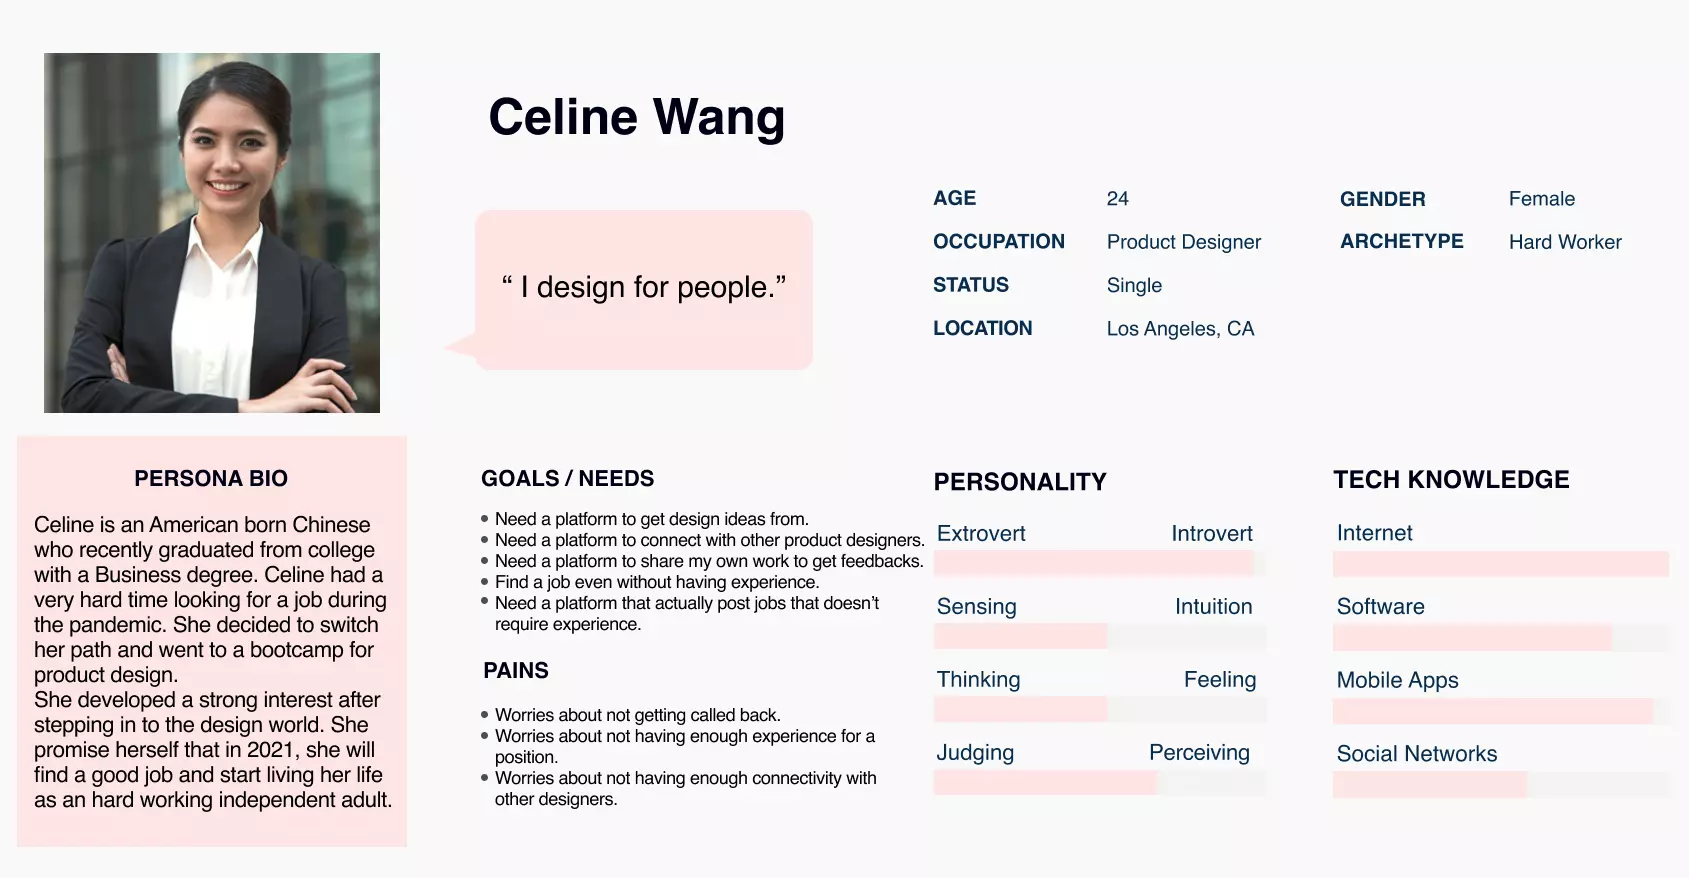 Celine Wang
“ I design for people.”
AGE 24
OCCUPATION Product Designer
STATUS Single
LOCATION Los Angeles, CA
GENDER Female
ARCHETYPE Hard Worker
PERSONA BIO
Celine is an American born Chinese
who recently graduated from college
with a Business degree. Celine had a
very hard time looking for a job during
the pandemic. She decided to switch
her path and went to a bootcamp for
product design.
She developed a strong interest after
stepping in to the design world. She
promise herself that in 2021, she will
find a good job and start living her life
as an hard working independent adult.
GOALS / NEEDS
• Need a platform to get design ideas from.
• Need a platform to connect with other product designers.
• Need a platform to share my own work to get feedbacks.
• Find a job even without having experience.
• Need a platform that actually post jobs that doesn’t
require experience.
PAINS
• Worries about not getting called back.
• Worries about not having enough experience for a
position.
• Worries about not having enough connectivity with
other designers.
PERSONALITY
Extrovert Introvert
Sensing Intuition
Thinking Feeling
Judging Perceiving
TECH KNOWLEDGE
Internet
Software
Mobile Apps
Social Networks